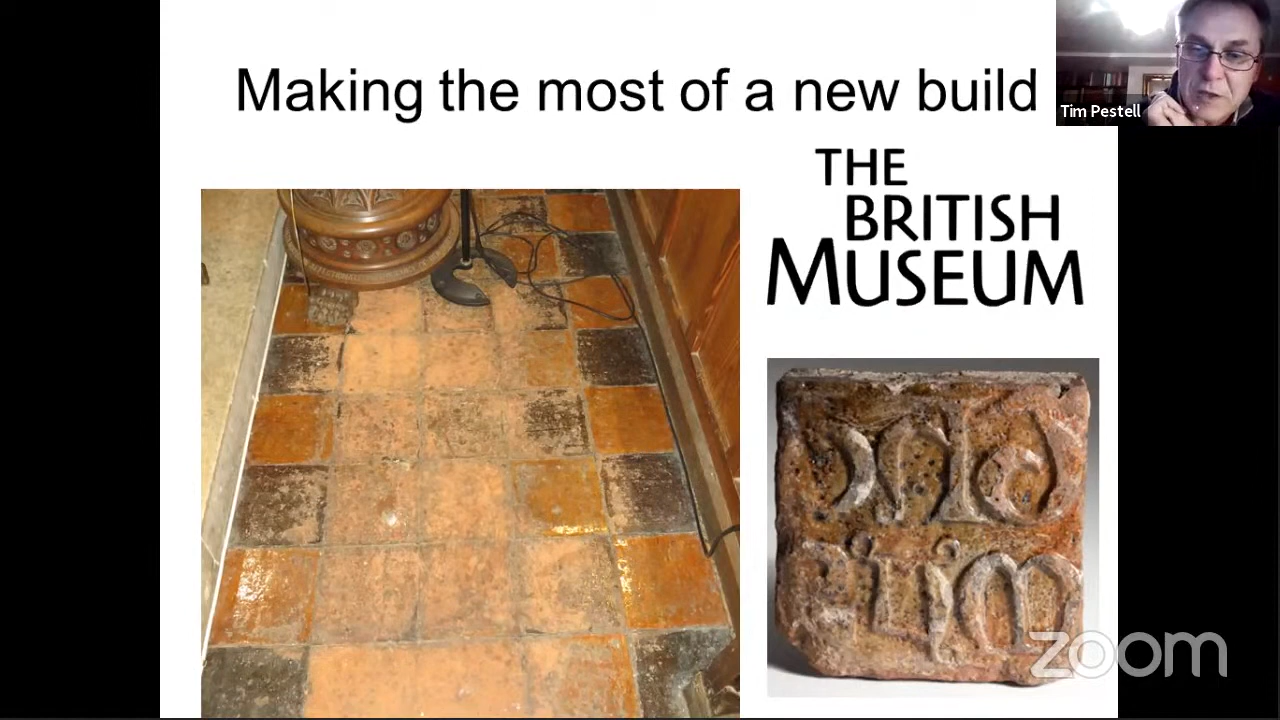 Making the most of a new build
Tim Pestell
THE
BRITISH
MUSEUM
zoom